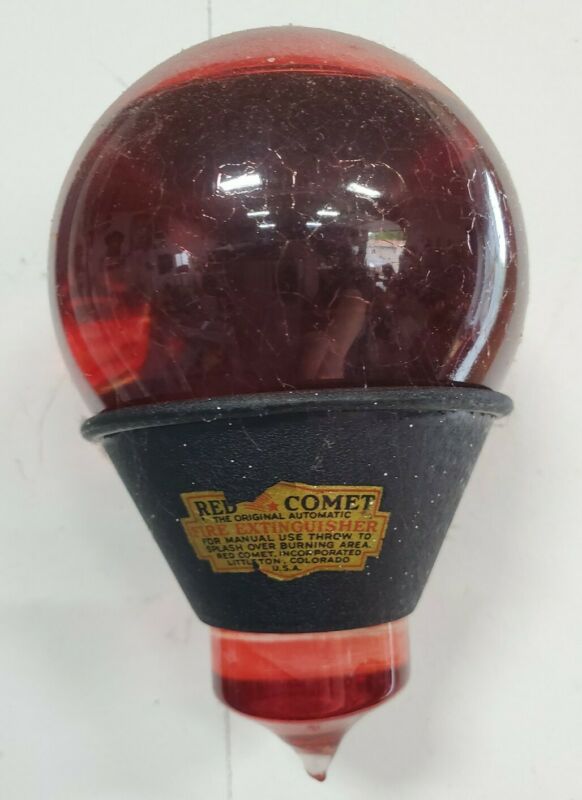 RED COMET
THE ORIGINAL AUTOMATIC
FIRE EXTINGUISHER
FOR MANUAL USE THROW TO
SPLASH OVER BURNING AREA.
RED COMET, INCORPORATED
LITTLETON, COLORADO
U.S.A.